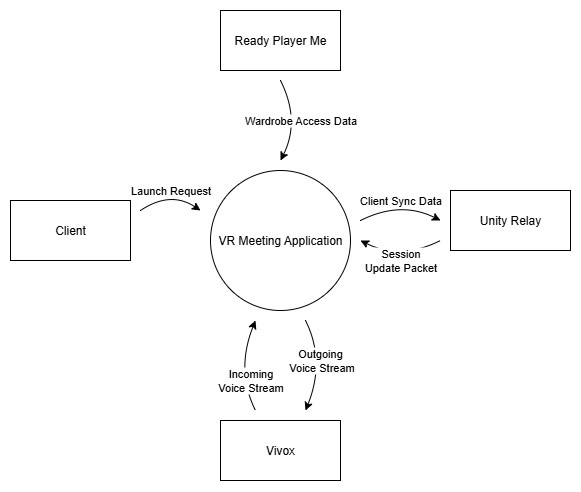 Ready Player Me
Wardrobe Access Data
Launch Request
Client Sync Data
Client
VR Meeting Application
Unity Relay
Session
Update Packet
Outgoing
Voice Stream
Incoming
Voice Stream
Vivox